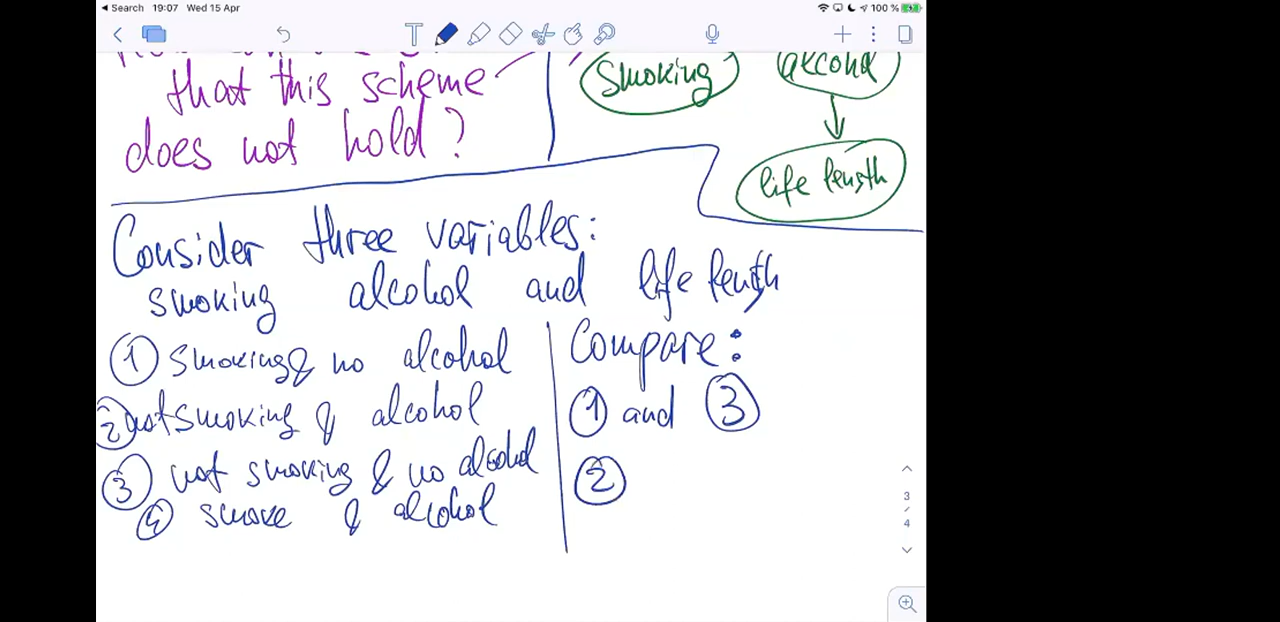 Search 19:07 Wed 15 Apr 100 %
that this scheme
does not hold?
smoking
alcohol
life length
Consider three variables:
smoking alcohol and life length
① smoking & no alcohol
② not smoking & alcohol
③ not smoking & no alcohol
④ smoke & alcohol
Compare:
① and ③
②
3
/
4